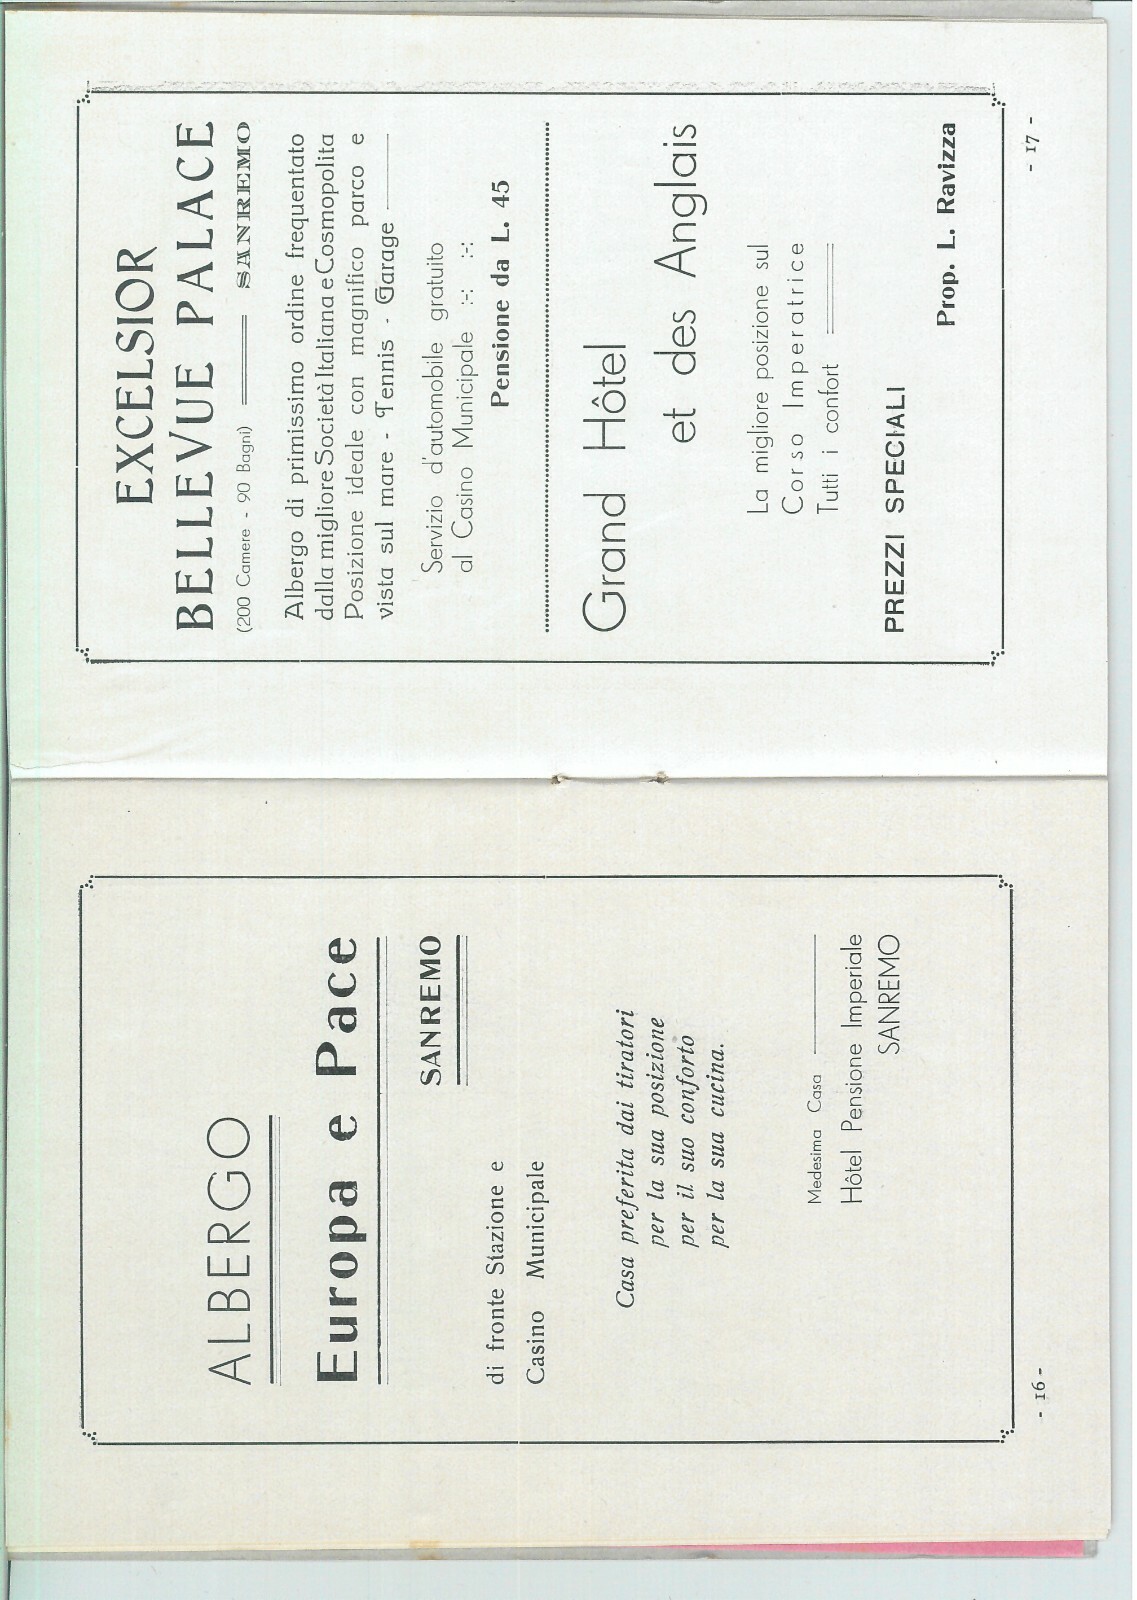 ALBERGO
Europa e Pace
SANREMO
di fronte Stazione e
Casino Municipale
Casa preferita dai tiratori
per la sua posizione
per il suo conforto
per la sua cucina.
Medesima Casa
Hôtel Pensione Imperiale
SANREMO
- 16 -
EXCELSIOR
BELLEVUE PALACE
(200 Camere - 90 Bagni) SANREMO
Albergo di primissimo ordine frequentato
dalla migliore Società Italiana e Cosmopolita
Posizione ideale con magnifico parco e
vista sul mare - Tennis - Garage
Servizio d'automobile gratuito
al Casino Municipale :-: :-:
Pensione da L. 45
Grand Hôtel
et des Anglais
La migliore posizione sul
Corso Imperatrice
Tutti i confort
PREZZI SPECIALI
Prop. L. Ravizza
- 17 -